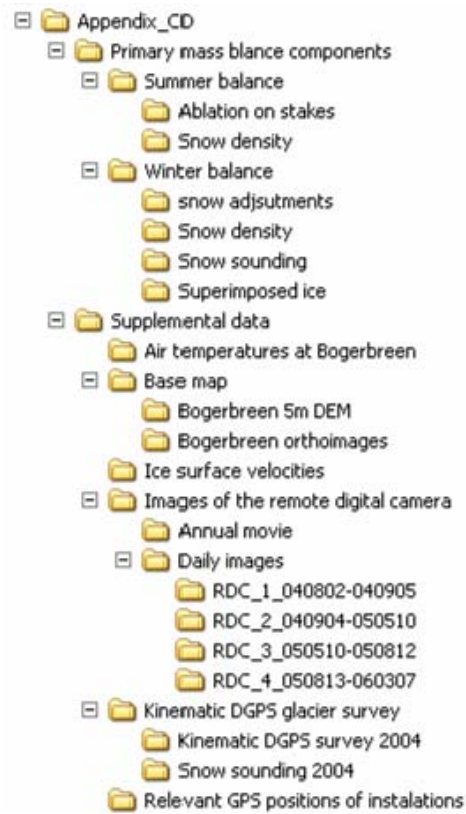 Appendix_CD
Primary mass blance components
Summer balance
Ablation on stakes
Snow density
Winter balance
snow adjsutments
Snow density
Snow sounding
Superimposed ice
Supplemental data
Air temperatures at Bogerbreen
Base map
Bogerbreen 5m DEM
Bogerbreen orthoimages
Ice surface velocities
Images of the remote digital camera
Annual movie
Daily images
RDC_1_040802-040905
RDC_2_040904-050510
RDC_3_050510-050812
RDC_4_050813-060307
Kinematic DGPS glacier survey
Kinematic DGPS survey 2004
Snow sounding 2004
Relevant GPS positions of instalations